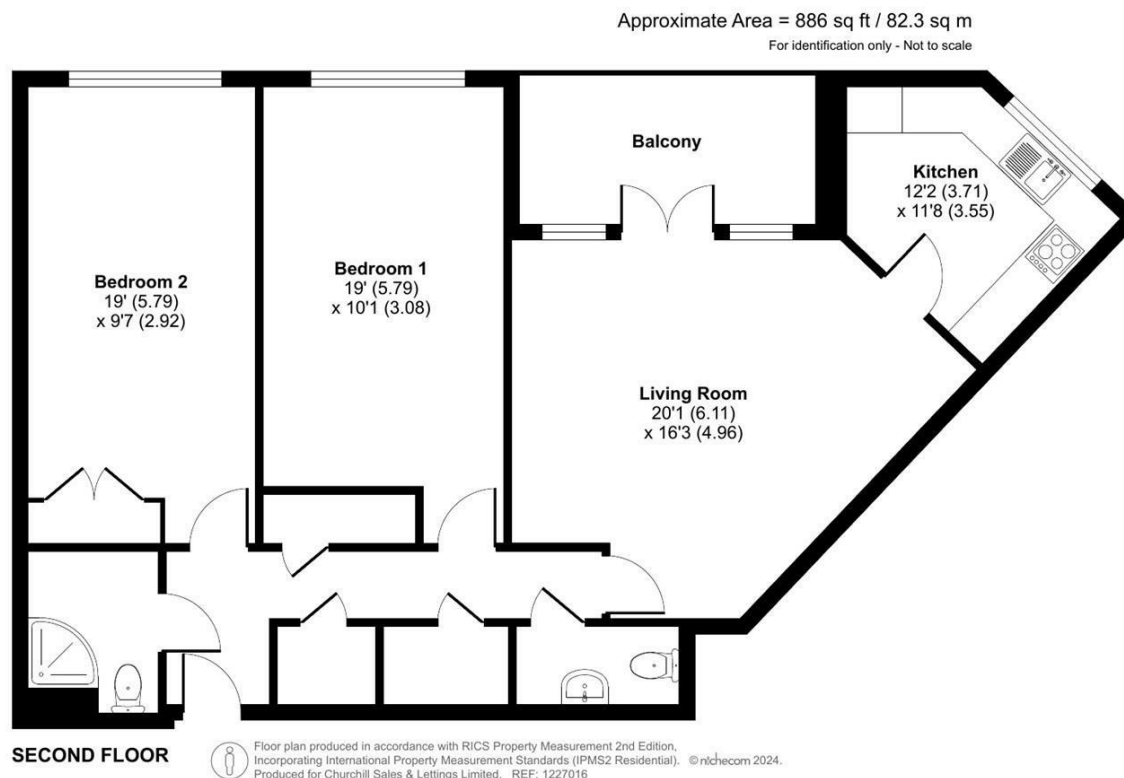 Approximate Area = 886 sq ft / 82.3 sq m
For identification only - Not to scale
Balcony
Kitchen
12'2 (3.71)
x 11'8 (3.55)
Bedroom 2
19' (5.79)
x 9'7 (2.92)
Bedroom 1
19' (5.79)
x 10'1 (3.08)
Living Room
20'1 (6.11)
x 16'3 (4.96)
SECOND FLOOR
Floor plan produced in accordance with RICS Property Measurement 2nd Edition,
Incorporating International Property Measurement Standards (IPMS2 Residential). ©nichecom 2024.
Produced for Churchill Sales & Lettings Limited. REF: 1227016